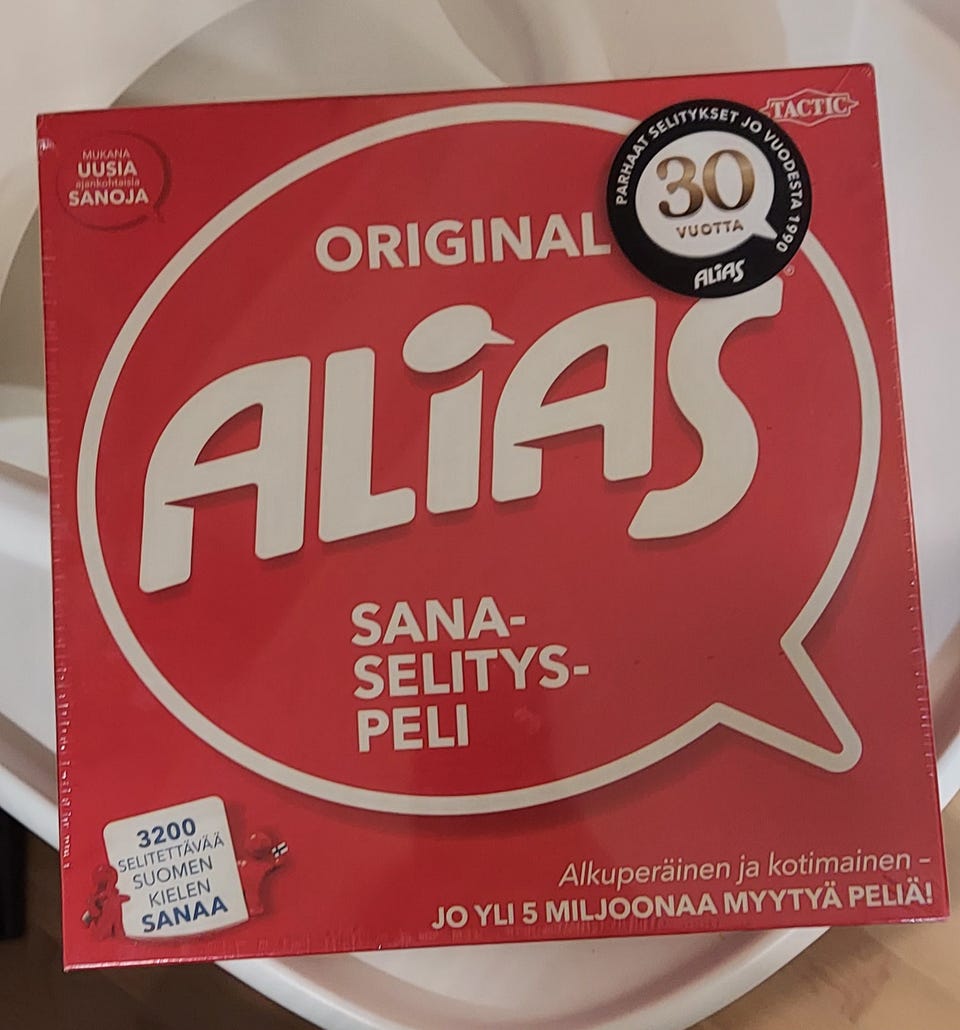 MUKANA
UUSIA
ajankohtaisia
SANOJA
TACTIC
PARHAAT SELITYKSET JO VUODESTA 1990
30
VUOTTA
ALiAS
ORIGINAL
ALiAS
®
SANA-
SELITYS-
PELI
3200
SELITETTÄVÄÄ
SUOMEN
KIELEN
SANAA
Alkuperäinen ja kotimainen –
JO YLI 5 MILJOONAA MYYTYÄ PELIÄ!